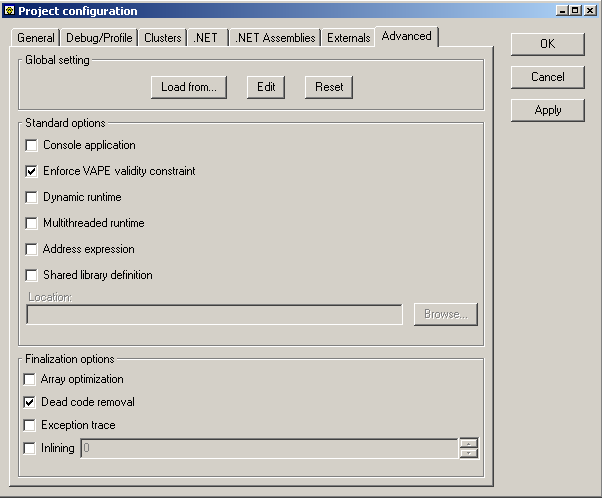 Project configuration
General Debug/Profile Clusters .NET .NET Assemblies Externals Advanced
OK
Global setting
Cancel
Load from... Edit Reset
Apply
Standard options
Console application
Enforce VAPE validity constraint
Dynamic runtime
Multithreaded runtime
Address expression
Shared library definition
Location:
Browse...
Finalization options
Array optimization
Dead code removal
Exception trace
Inlining 0